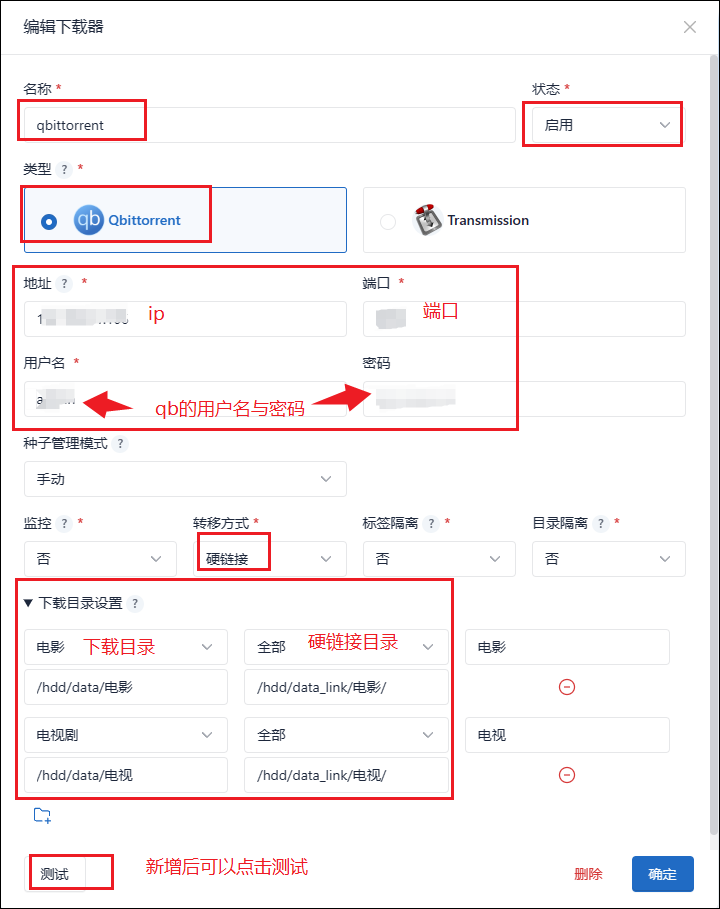 编辑下载器
名称 * 状态 *
qbittorrent 启用
类型 ? *
qb Qbittorrent Transmission
地址 ? * 端口 *
ip 端口
用户名 * 密码
qb的用户名与密码
种子管理模式 ?
手动
监控 ? * 转移方式 * 标签隔离 ? * 目录隔离 ? *
否 硬链接 否 否
下载目录设置 ?
电影 下载目录 全部 硬链接目录 电影
/hdd/data/电影 /hdd/data_link/电影/
电视剧 全部 电视
/hdd/data/电视 /hdd/data_link/电视/
测试 新增后可以点击测试 删除 确定